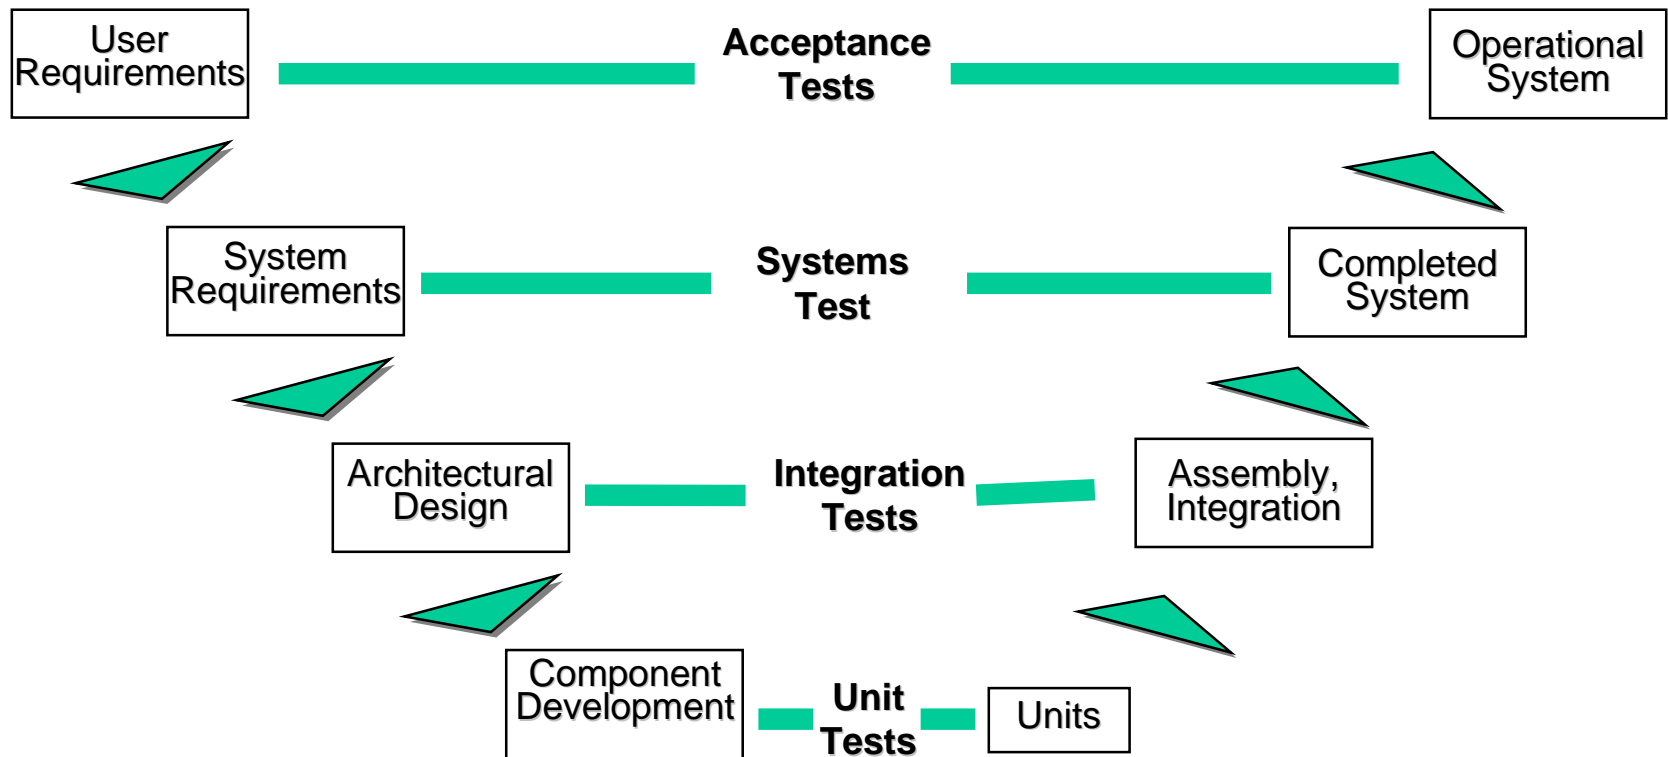 User
Requirements
Acceptance
Tests
Operational
System
System
Requirements
Systems
Test
Completed
System
Architectural
Design
Integration
Tests
Assembly,
Integration
Component
Development
Unit
Tests
Units